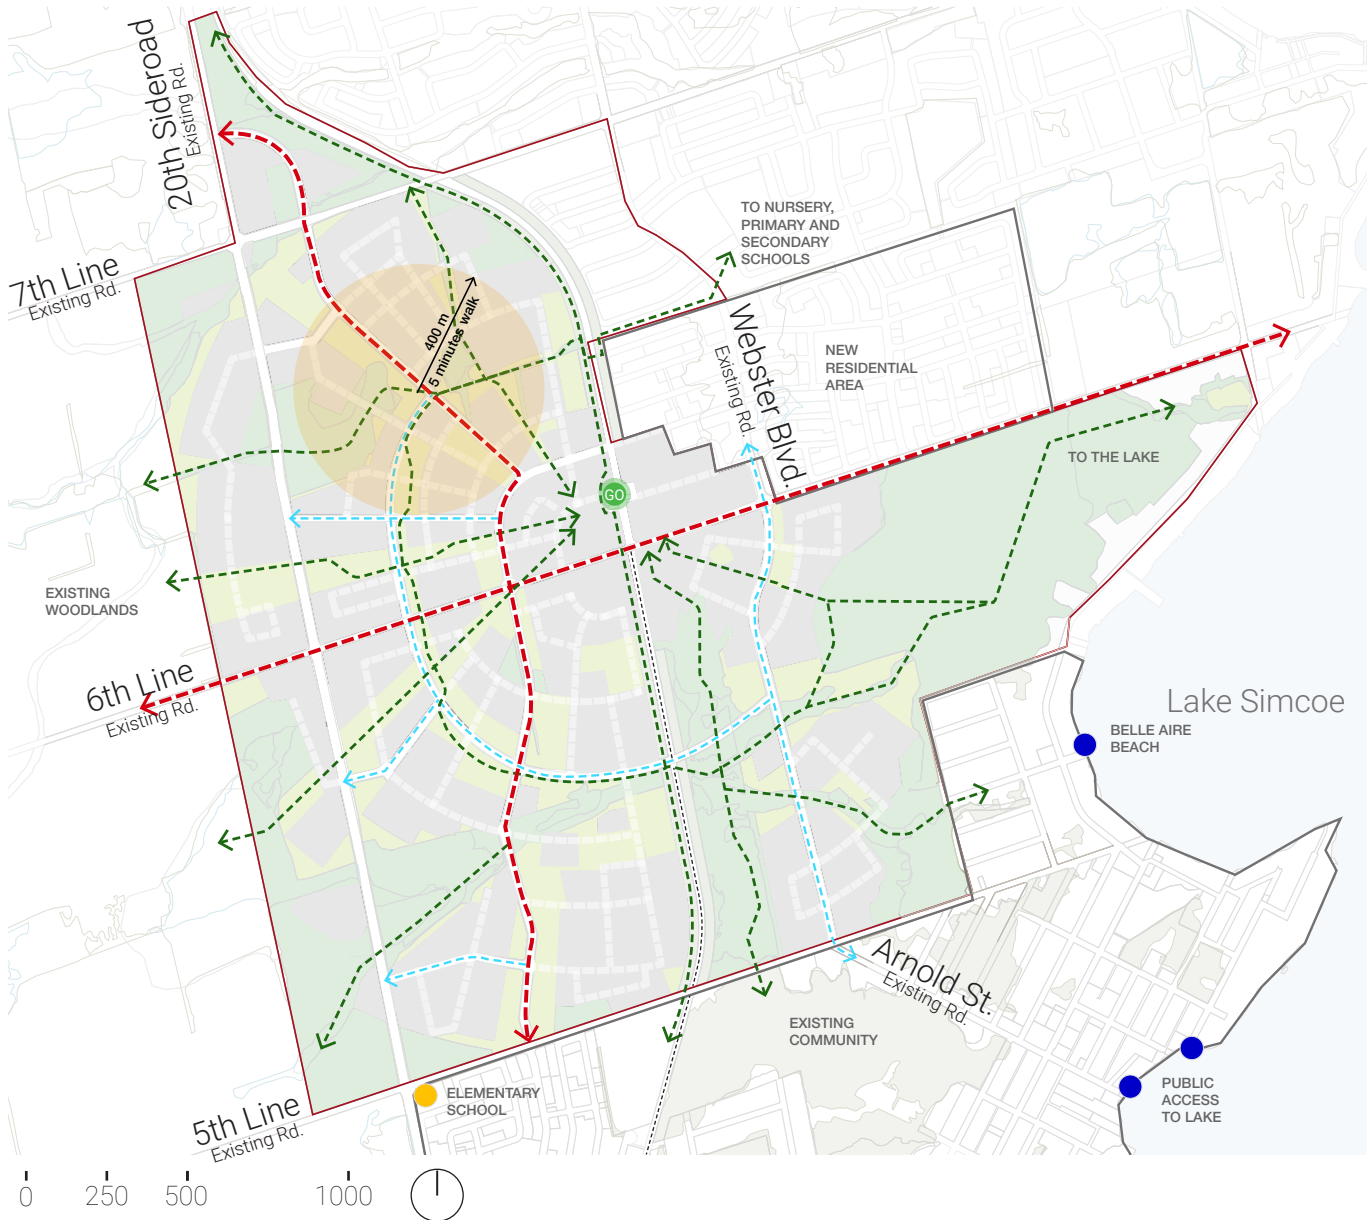 20th Sideroad
Existing Rd.
TO NURSERY,
PRIMARY AND
SECONDARY
SCHOOLS
7th Line
Existing Rd.
400 m
5 minutes walk
Webster Blvd.
Existing Rd.
NEW
RESIDENTIAL
AREA
TO THE LAKE
GO
EXISTING
WOODLANDS
6th Line
Existing Rd.
Lake Simcoe
BELLE AIRE
BEACH
Arnold St.
Existing Rd.
EXISTING
COMMUNITY
ELEMENTARY
SCHOOL
PUBLIC
ACCESS
TO LAKE
5th Line
Existing Rd.
0 250 500 1000